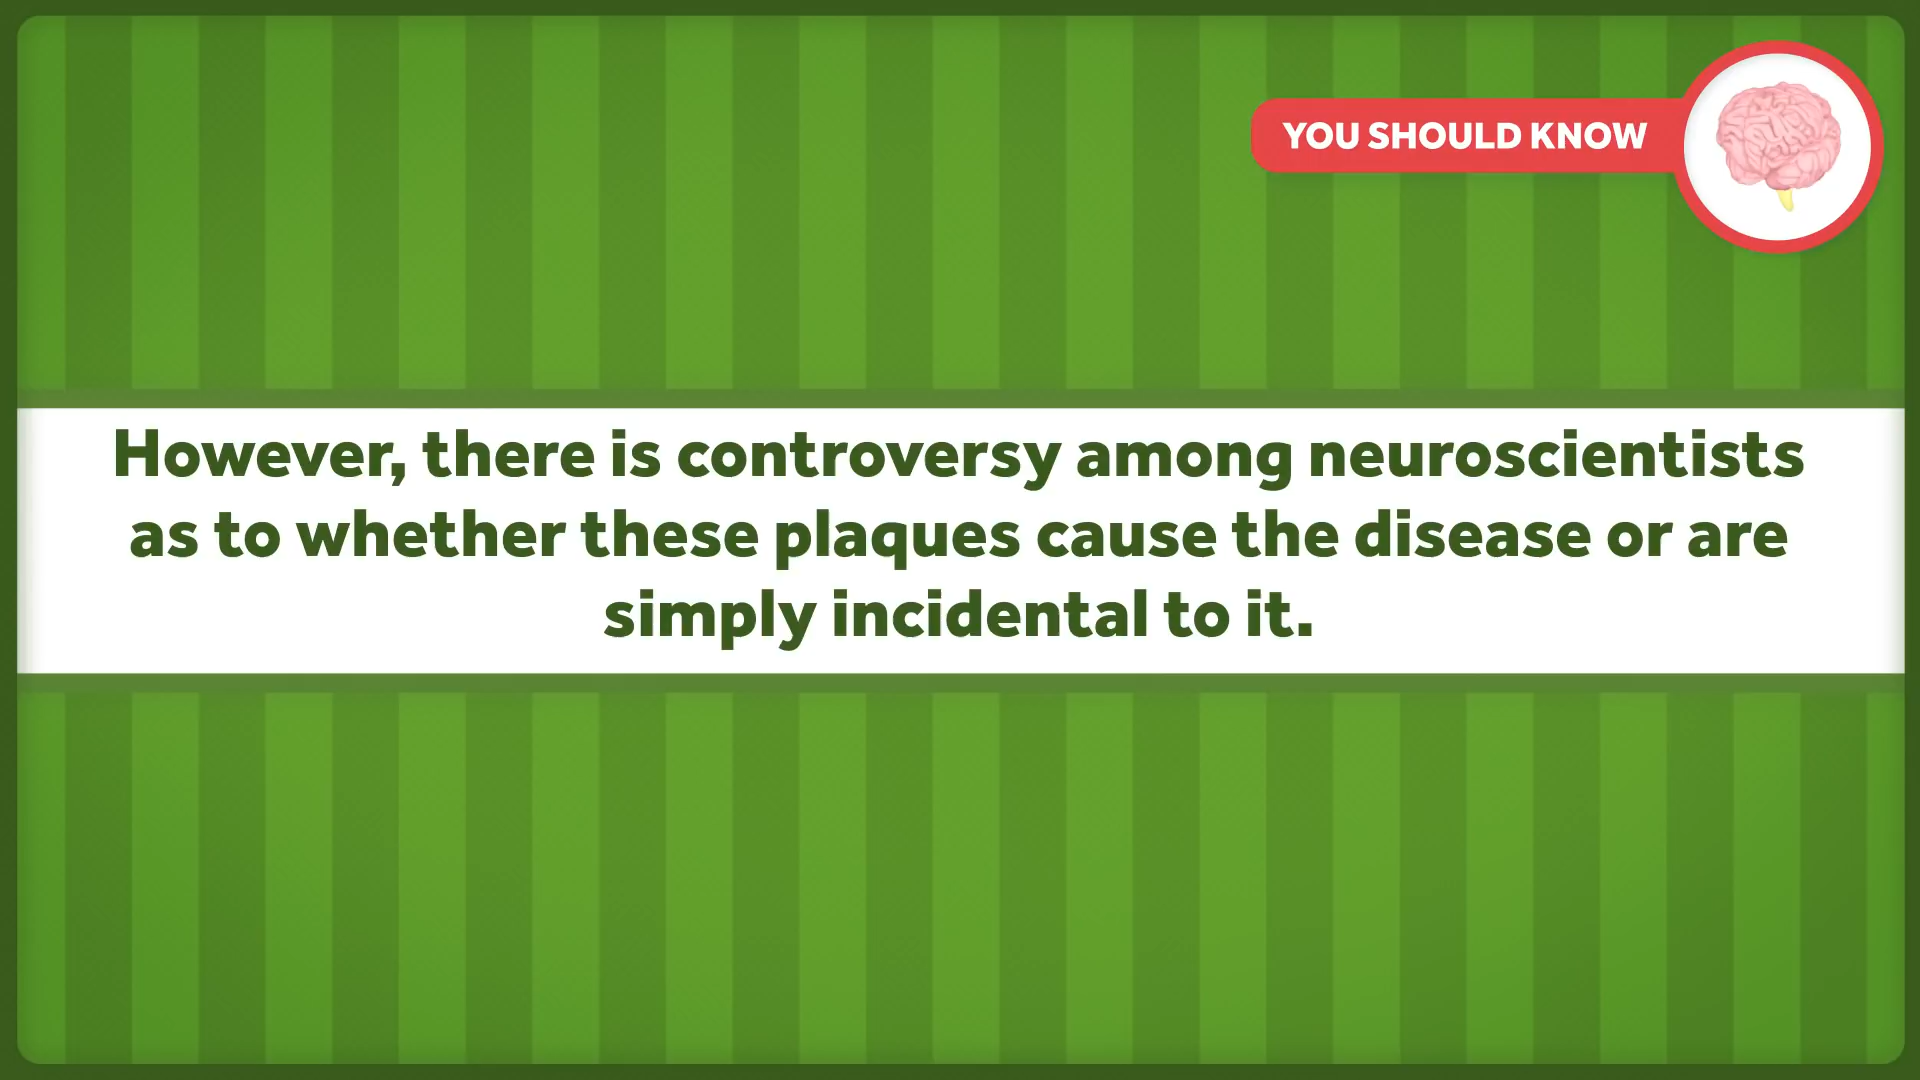 YOU SHOULD KNOW
However, there is controversy among neuroscientists
as to whether these plaques cause the disease or are
simply incidental to it.